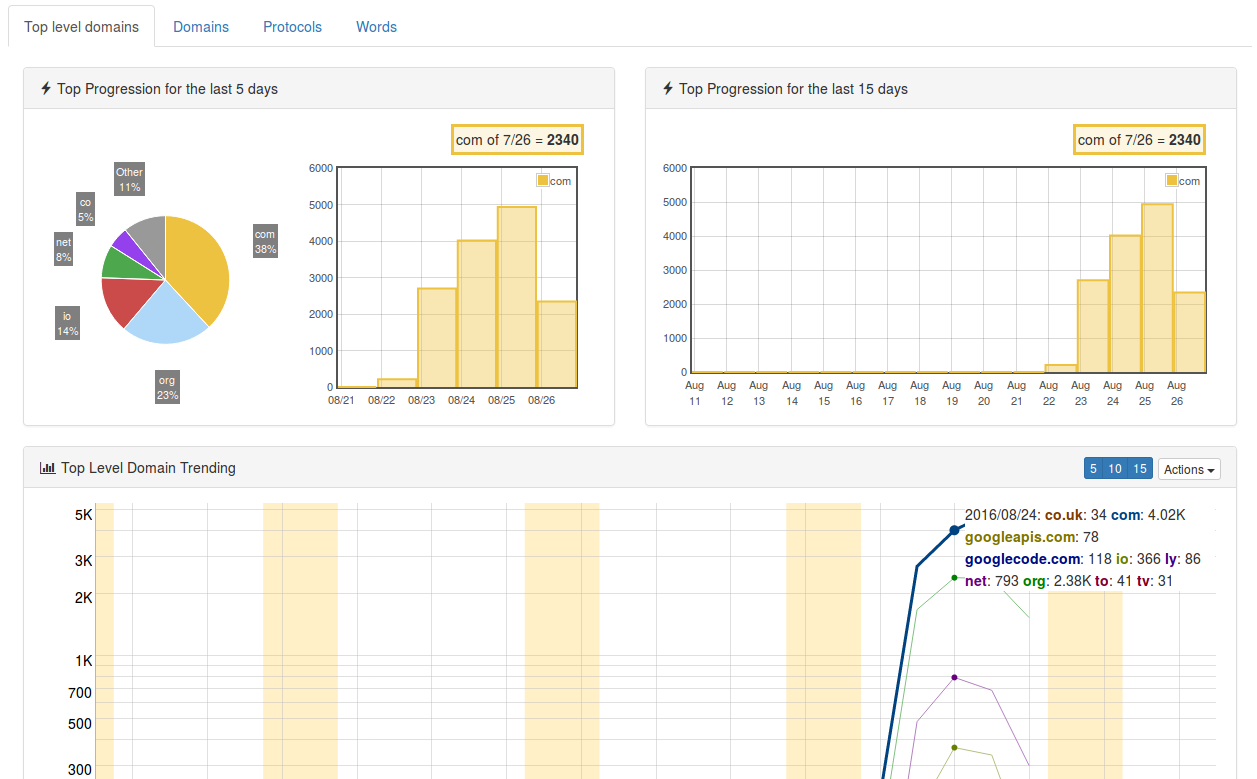 Top level domains Domains Protocols Words
Top Progression for the last 5 days
com of 7/26 = 2340
Other
11%
co
5%
net
8%
io
14%
org
23%
com
38%
6000
5000
4000
3000
2000
1000
0
com
08/21 08/22 08/23 08/24 08/25 08/26
Top Progression for the last 15 days
com of 7/26 = 2340
6000
5000
4000
3000
2000
1000
0
com
Aug Aug Aug Aug Aug Aug Aug Aug Aug Aug Aug Aug Aug Aug Aug Aug
11 12 13 14 15 16 17 18 19 20 21 22 23 24 25 26
Top Level Domain Trending
5 10 15 Actions
5K
3K
2K
1K
700
500
300
2016/08/24: co.uk: 34 com: 4.02K
googleapis.com: 78
googlecode.com: 118 io: 366 ly: 86
net: 793 org: 2.38K to: 41 tv: 31